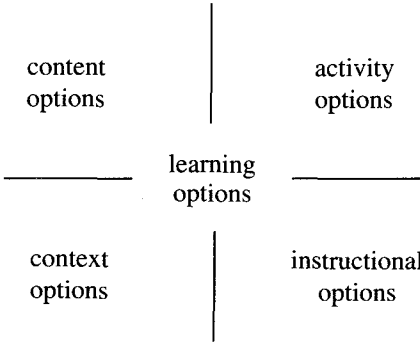 content
options
activity
options
learning
options
context
options
instructional
options